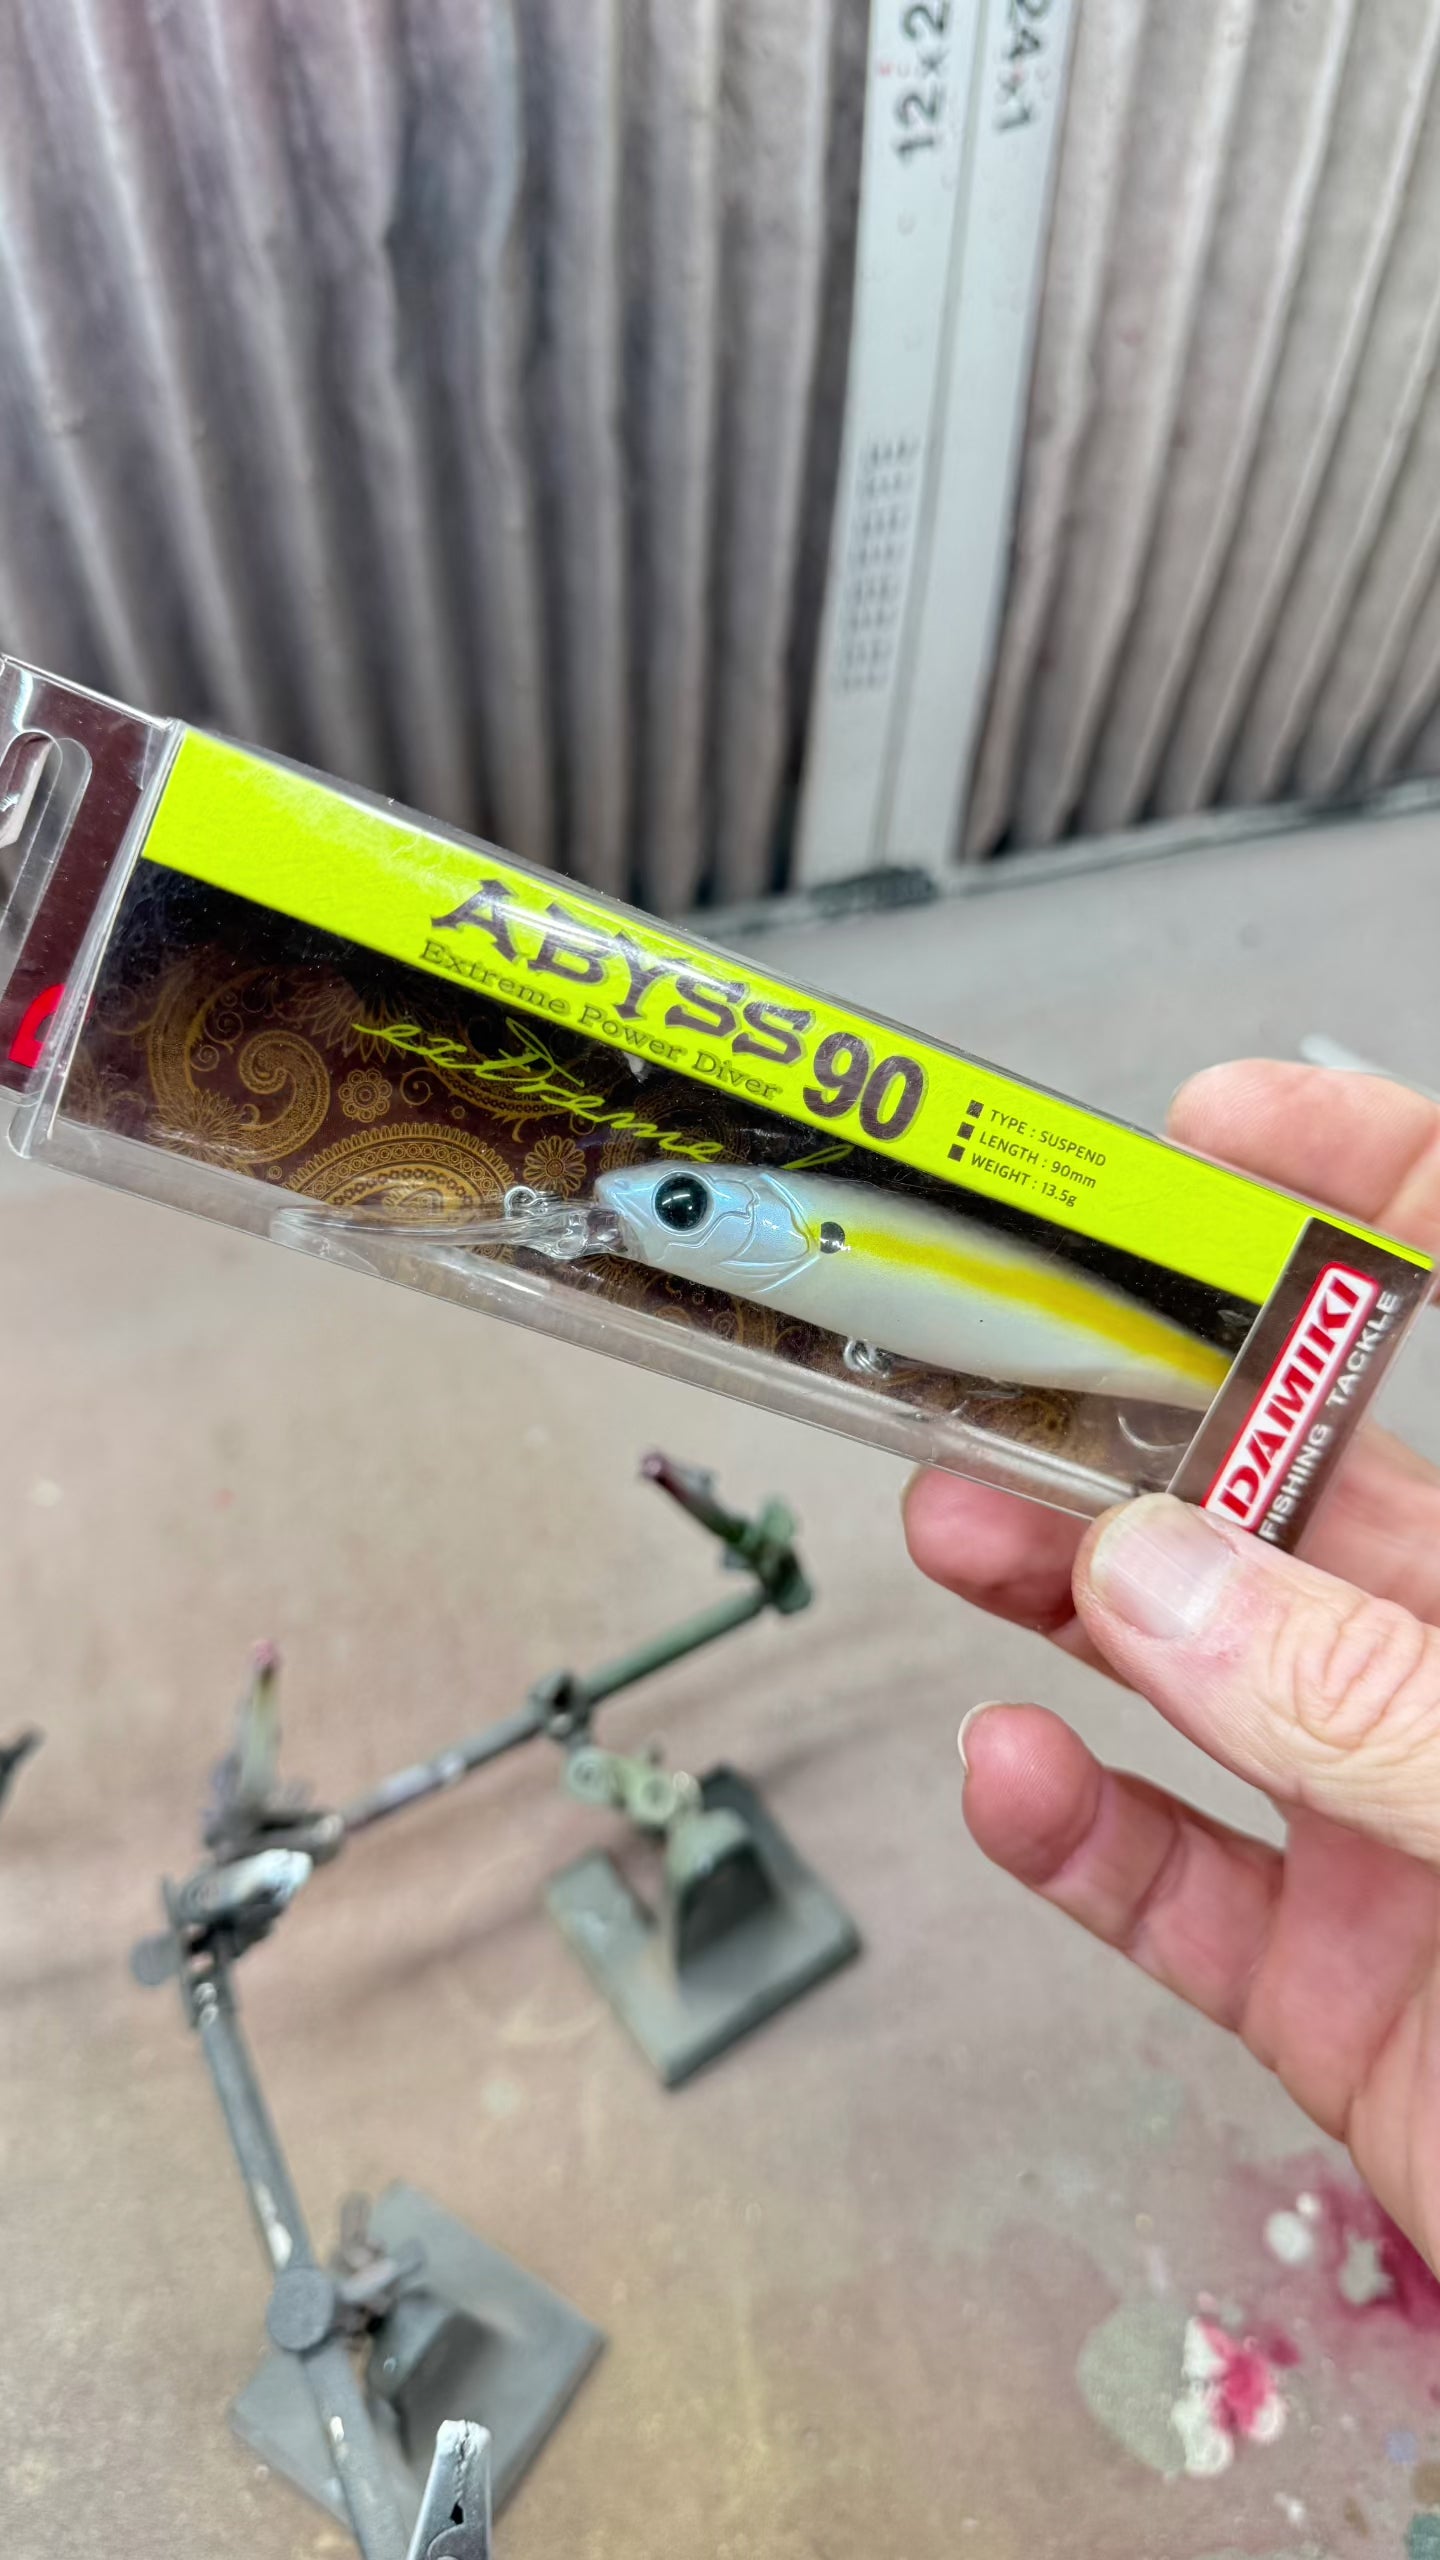 12x2
24x1
ABYSS 90
Extreme Power Diver
extreme
TYPE : SUSPEND
LENGTH : 90mm
WEIGHT : 13.5g
DAMIKI
FISHING TACKLE